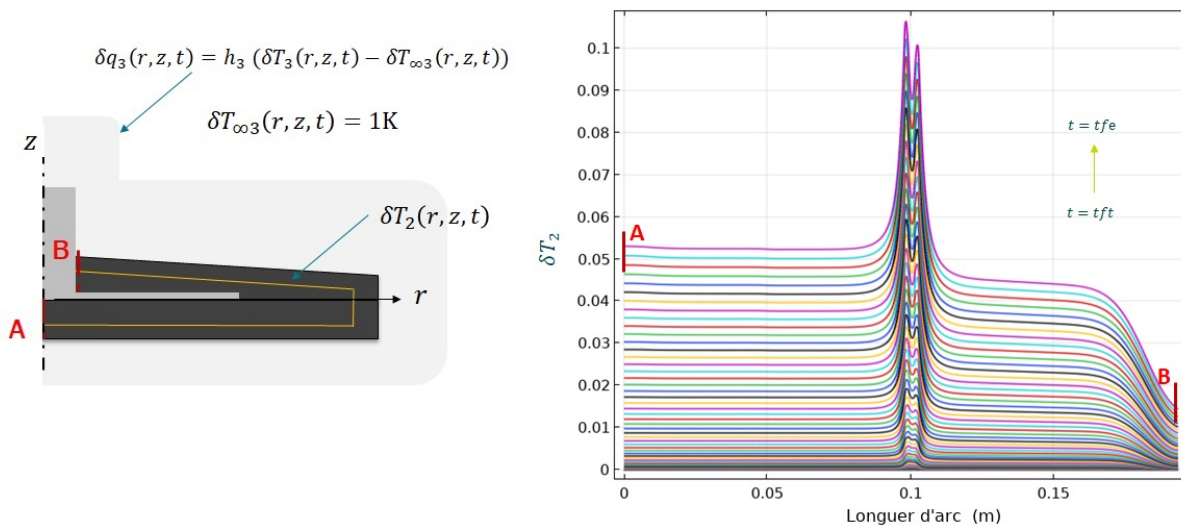 δq₃(r, z, t) = h₃ (δT₃(r, z, t) − δT∞₃(r, z, t))
δT∞₃(r, z, t) = 1K
z
δT₂(r, z, t)
B
r
A
0.1
0.09
0.08
0.07
0.06
0.05
0.04
0.03
0.02
0.01
0
δT₂
A
t = tfe
t = tft
B
0
0.05
0.1
0.15
Longuer d'arc (m)